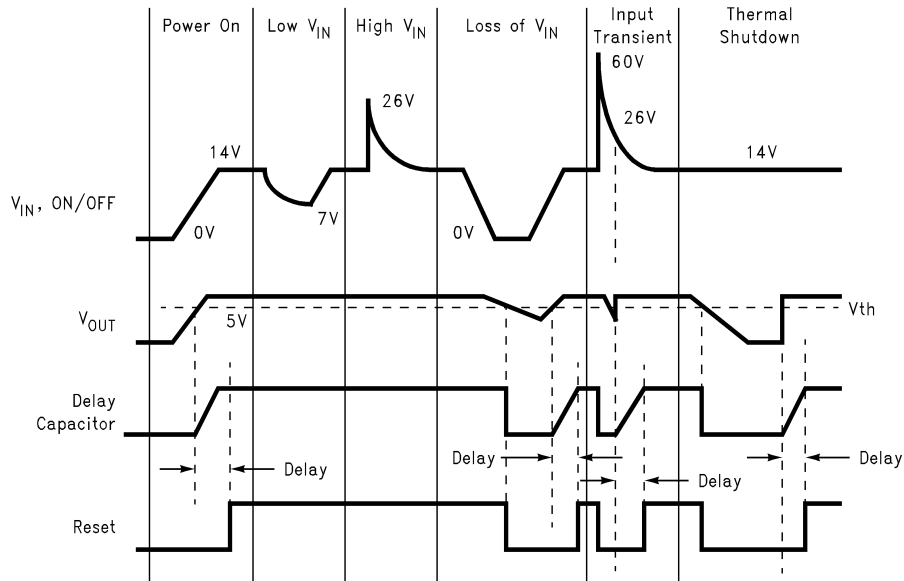 Power On
Low VIN
High VIN
Loss of VIN
Input
Transient
Thermal
Shutdown
60V
26V
26V
14V
14V
VIN, ON/OFF
0V
7V
0V
VOUT
5V
Vth
Delay
Capacitor
Delay
Delay
Delay
Delay
Reset